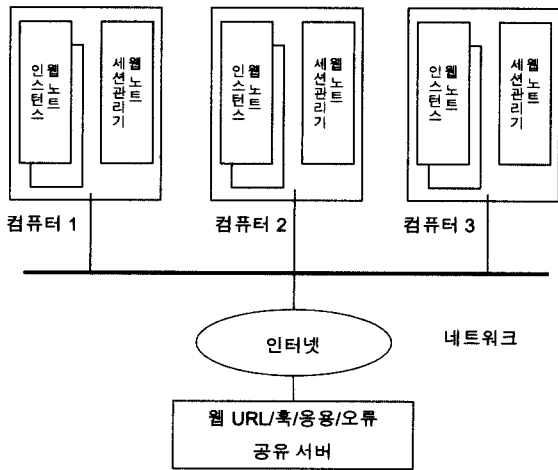 웹 노트
인스턴스
웹 노트
세션관리기
웹 노트
인스턴스
웹 노트
세션관리기
웹 노트
인스턴스
웹 노트
세션관리기
컴퓨터 1
컴퓨터 2
컴퓨터 3
인터넷
네트워크
웹 URL/훅/응용/오류
공유 서버